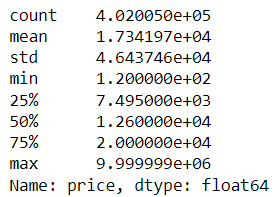 count    4.020050e+05
mean     1.734197e+04
std      4.643746e+04
min      1.200000e+02
25%      7.495000e+03
50%      1.260000e+04
75%      2.000000e+04
max      9.999999e+06
Name: price, dtype: float64